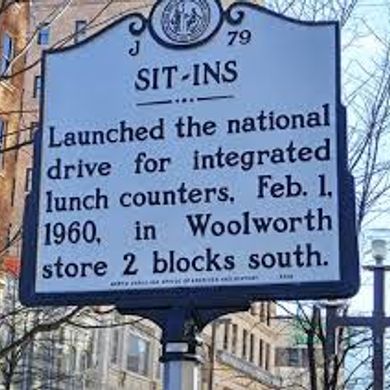 J 79
SIT-INS
Launched the national
drive for integrated
lunch counters, Feb. 1,
1960, in Woolworth
store 2 blocks south.